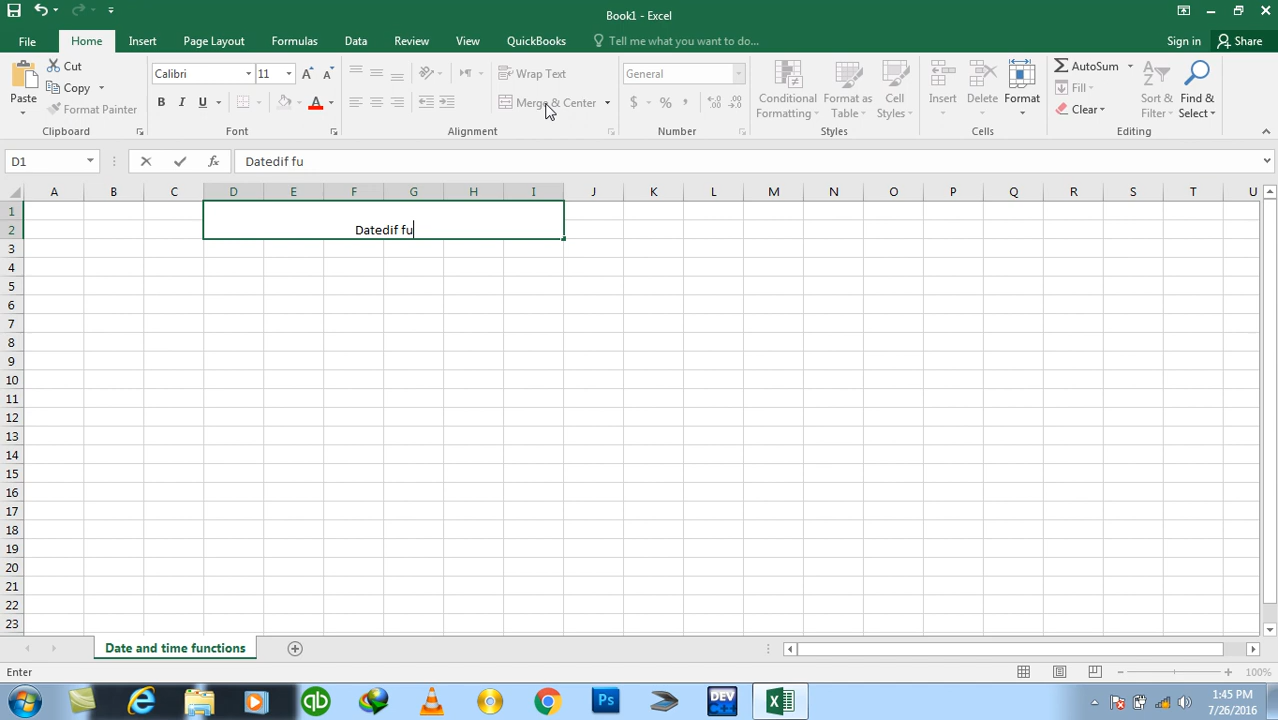 Book1 - Excel
File Home Insert Page Layout Formulas Data Review View QuickBooks Tell me what you want to do... Sign in Share
Paste
Cut
Copy
Format Painter
Clipboard
Calibri 11
B I U A
Font
Wrap Text
Merge & Center
Alignment
General
$ % ,
Number
Conditional Formatting
Format as Table
Cell Styles
Styles
Insert
Delete
Format
Cells
AutoSum
Fill
Clear
Sort & Filter
Find & Select
Editing
D1 fx Datedif fu
A B C D E F G H I J K L M N O P Q R S T U
1
2 Datedif fu
3
4
5
6
7
8
9
10
11
12
13
14
15
16
17
18
19
20
21
22
23
Date and time functions
Enter 100%
qb Ps DEV C++
1:45 PM
7/26/2016